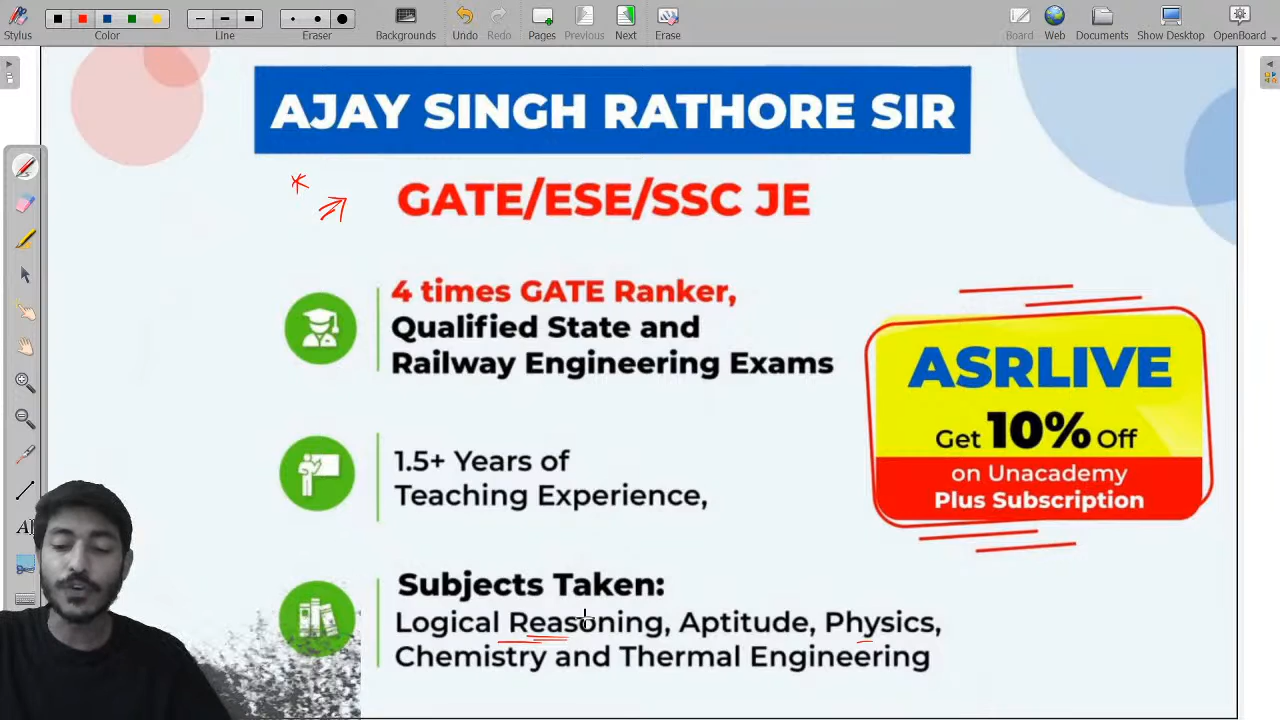 Stylus
Color
Line
Eraser
Backgrounds
Undo
Redo
Pages
Previous
Next
Erase
Board
Web
Documents
Show Desktop
OpenBoard
AJAY SINGH RATHORE SIR
GATE/ESE/SSC JE
4 times GATE Ranker,
Qualified State and
Railway Engineering Exams
1.5+ Years of
Teaching Experience,
Subjects Taken:
Logical Reasoning, Aptitude, Physics,
Chemistry and Thermal Engineering
ASRLIVE
Get 10% Off
on Unacademy
Plus Subscription